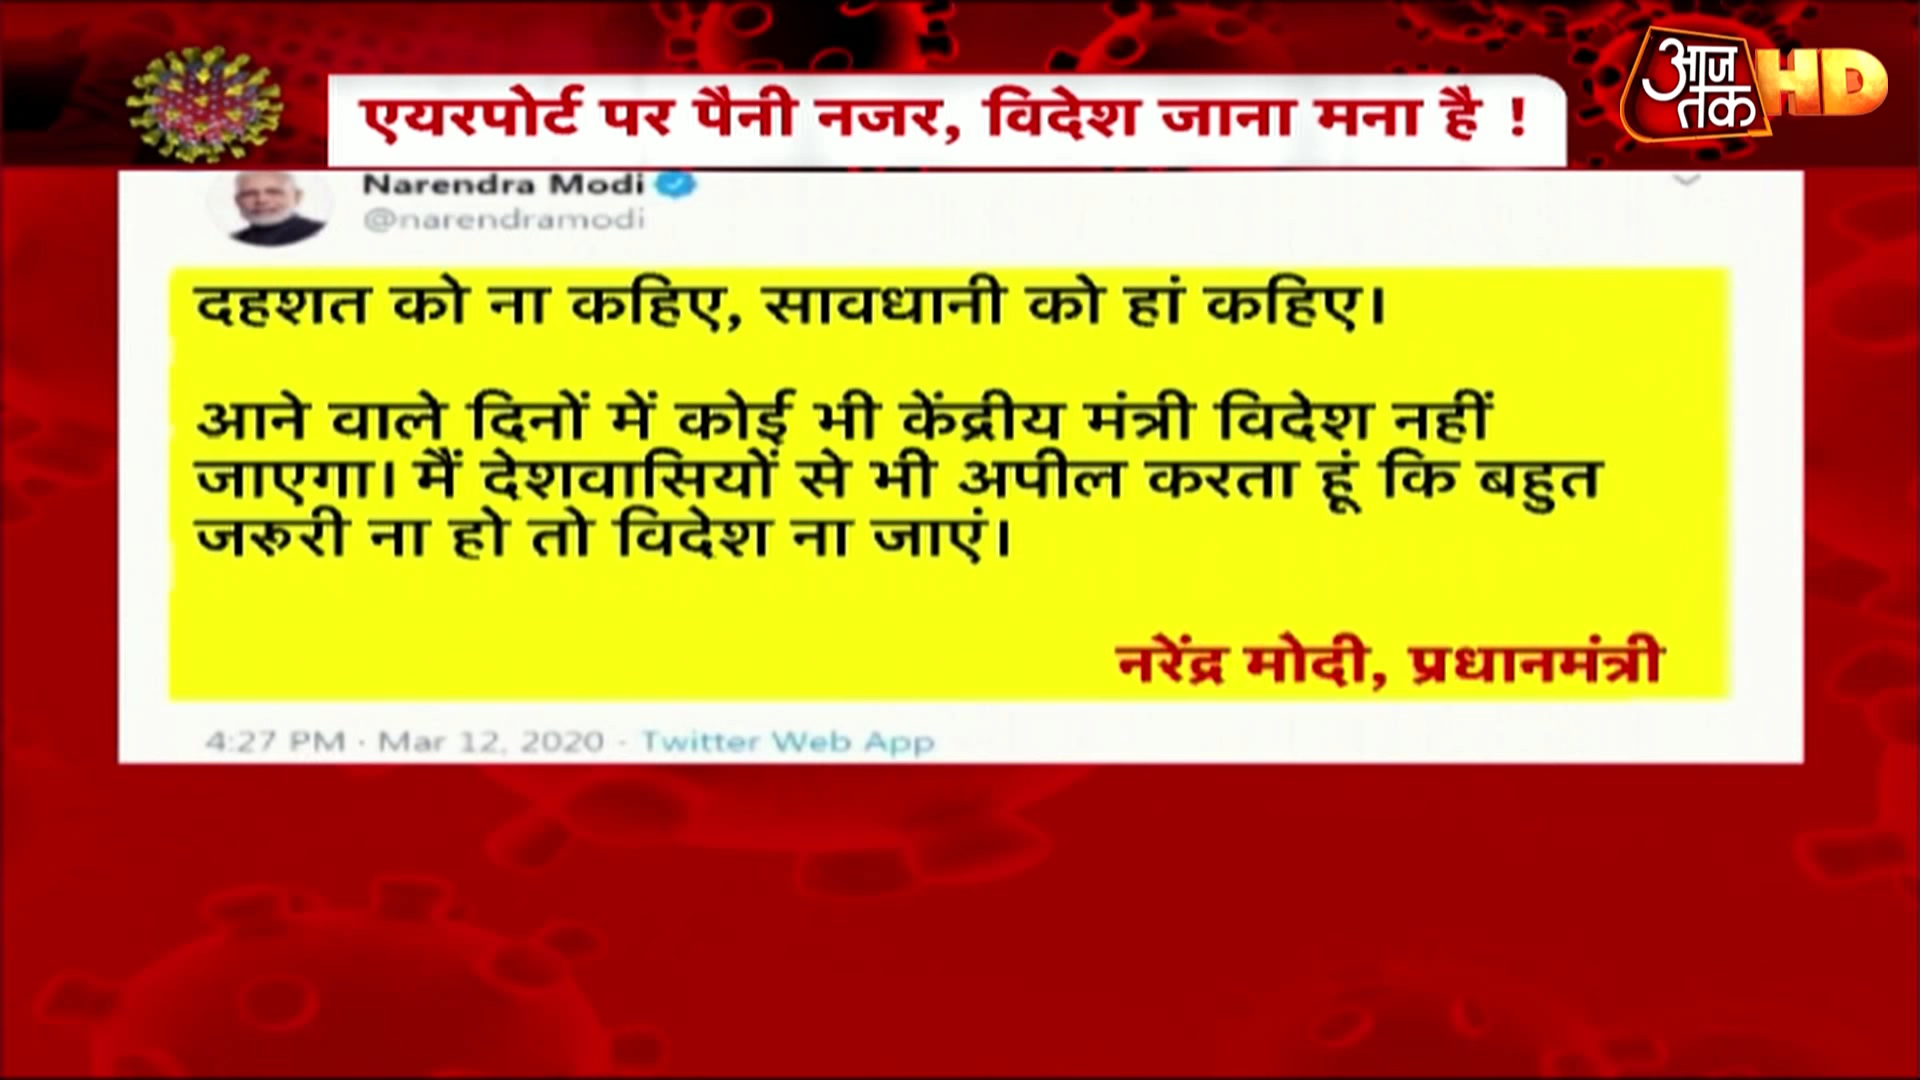 एयरपोर्ट पर पैनी नजर, विदेश जाना मना है !
आज
तक HD
Narendra Modi
@narendramodi
दहशत को ना कहिए, सावधानी को हां कहिए।
आने वाले दिनों में कोई भी केंद्रीय मंत्री विदेश नहीं
जाएगा। मैं देशवासियों से भी अपील करता हूं कि बहुत
जरूरी ना हो तो विदेश ना जाएं।
नरेंद्र मोदी, प्रधानमंत्री
4:27 PM · Mar 12, 2020 · Twitter Web App